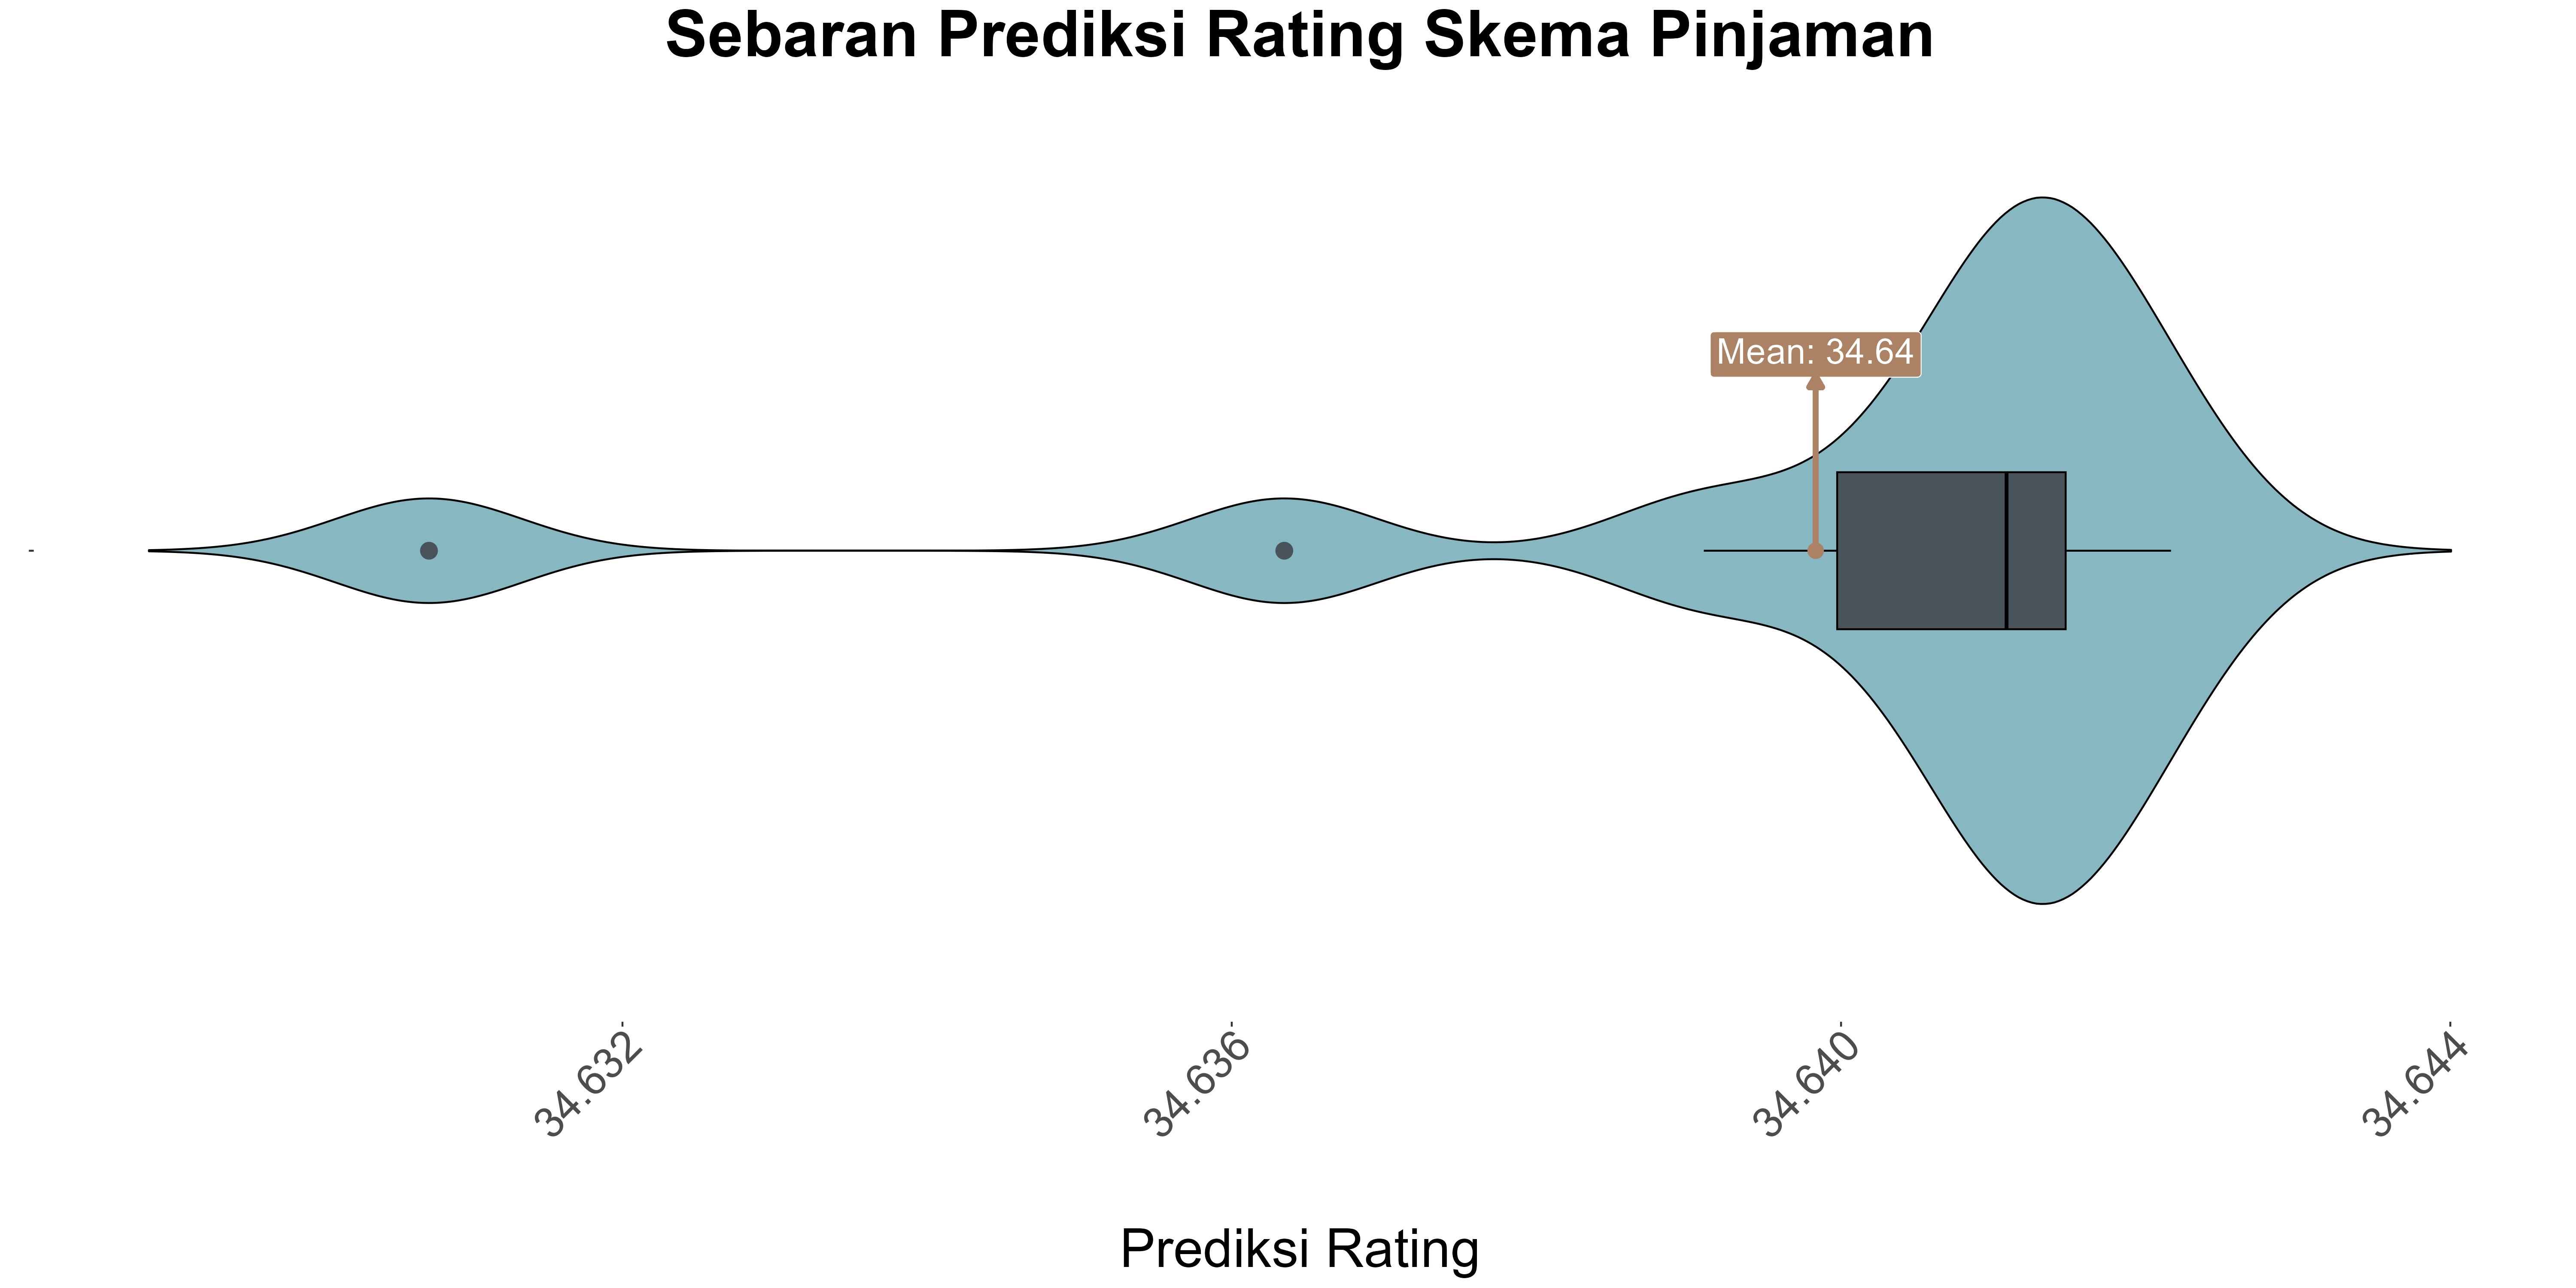 Sebaran Prediksi Rating Skema Pinjaman
Mean: 34.64
34.632
34.636
34.640
34.644
Prediksi Rating